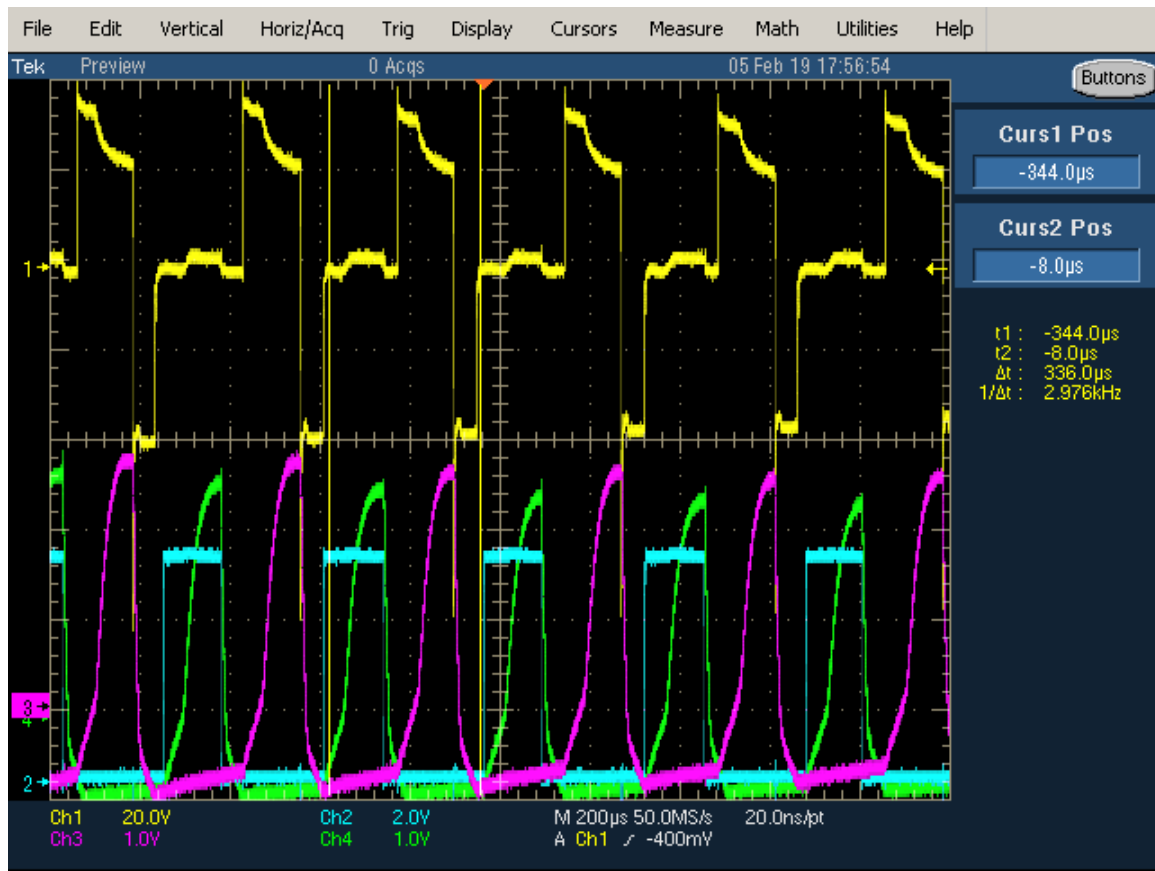 File Edit Vertical Horiz/Acq Trig Display Cursors Measure Math Utilities Help
Tek Preview 0 Acqs 05 Feb 19 17:56:54
Buttons
Curs1 Pos
-344.0µs
Curs2 Pos
-8.0µs
t1 : -344.0µs
t2 : -8.0µs
Δt : 336.0µs
1/Δt : 2.976kHz
1
3
4
2
Ch1 20.0V Ch2 2.0V M 200µs 50.0MS/s 20.0ns/pt
Ch3 1.0V Ch4 1.0V A Ch1 ∕ -400mV